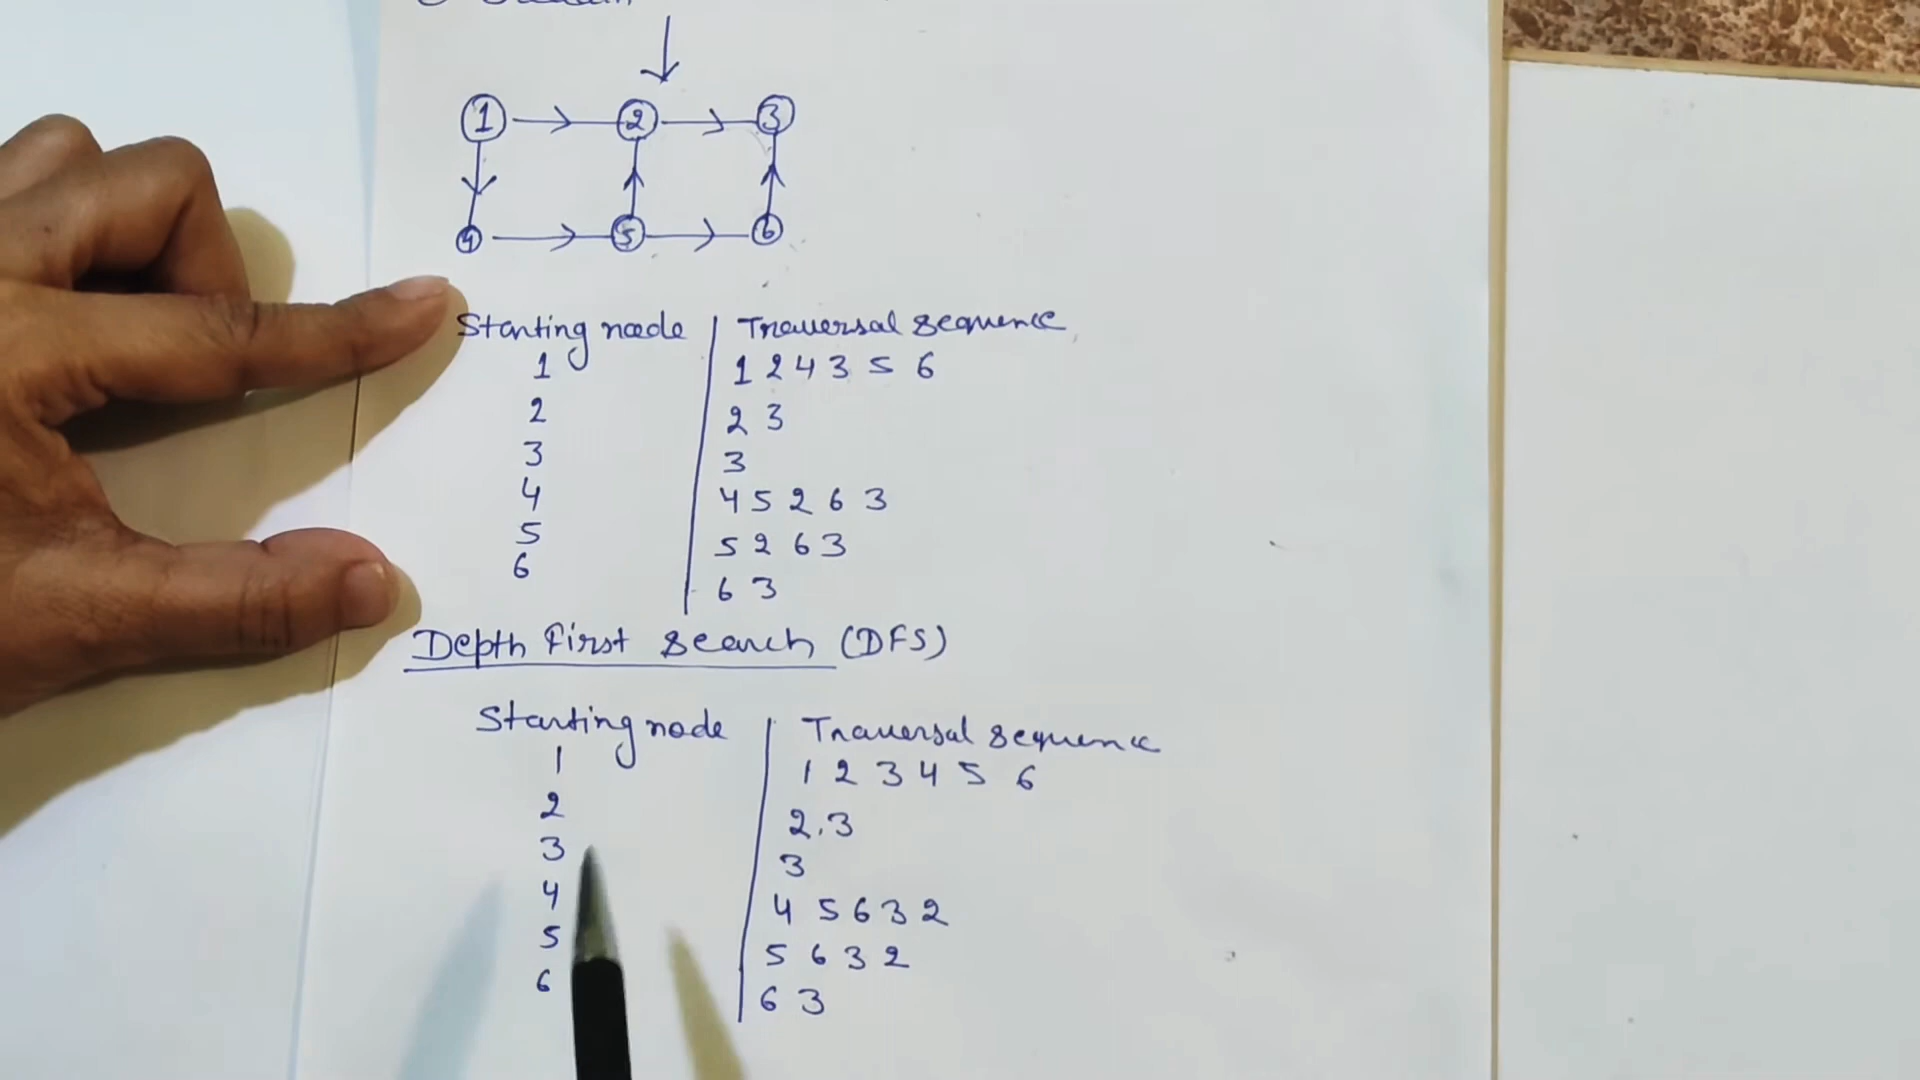 1 2 3
4 5 6
Starting node Traversal sequence
1 1 2 4 3 5 6
2 2 3
3 3
4 4 5 2 6 3
5 5 2 6 3
6 6 3
Depth First Search (DFS)
Starting node Traversal sequence
1 1 2 3 4 5 6
2 2,3
3 3
4 4 5 6 3 2
5 5 6 3 2
6 6 3